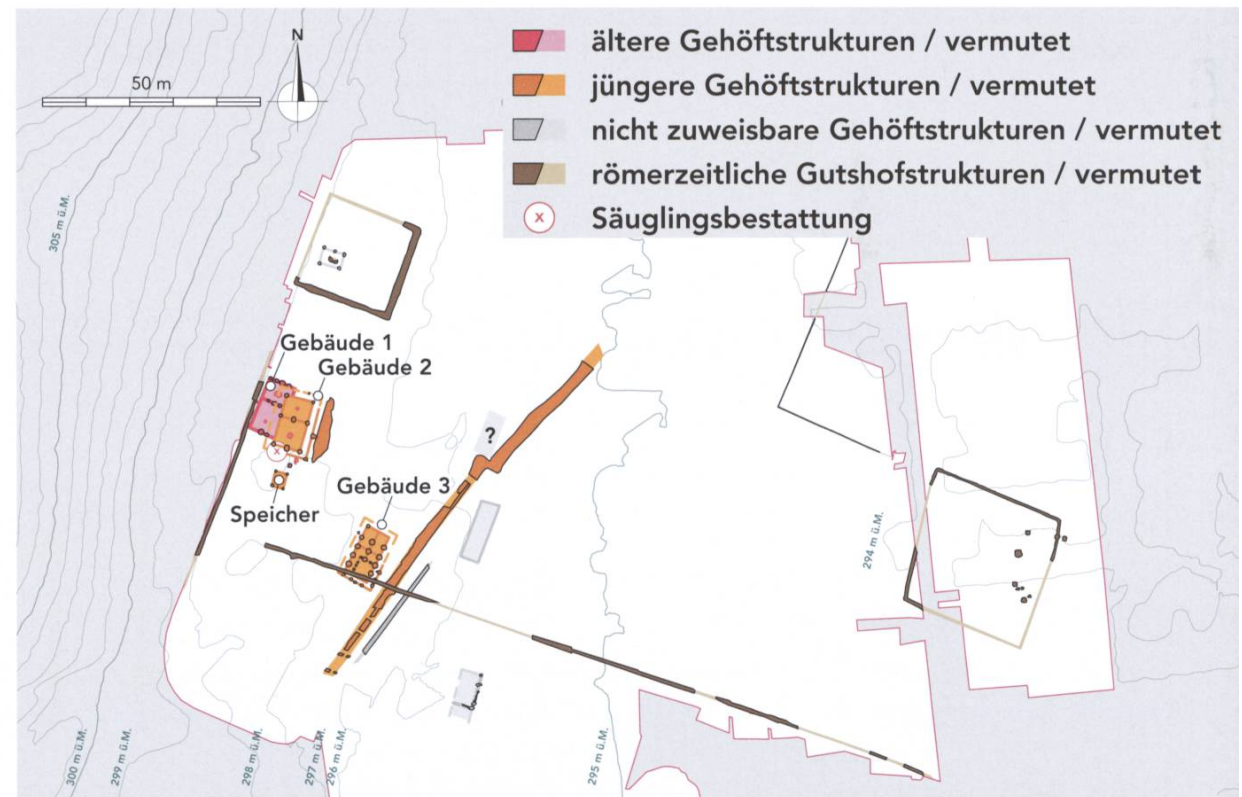 N
50 m
ältere Gehöftstrukturen / vermutet
jüngere Gehöftstrukturen / vermutet
nicht zuweisbare Gehöftstrukturen / vermutet
römerzeitliche Gutshofstrukturen / vermutet
x
Säuglingsbestattung
305 m ü.M.
Gebäude 1
Gebäude 2
x
?
Gebäude 3
Speicher
294 m ü.M.
300 m ü.M.
299 m ü.M.
298 m ü.M.
297 m ü.M.
296 m ü.M.
295 m ü.M.